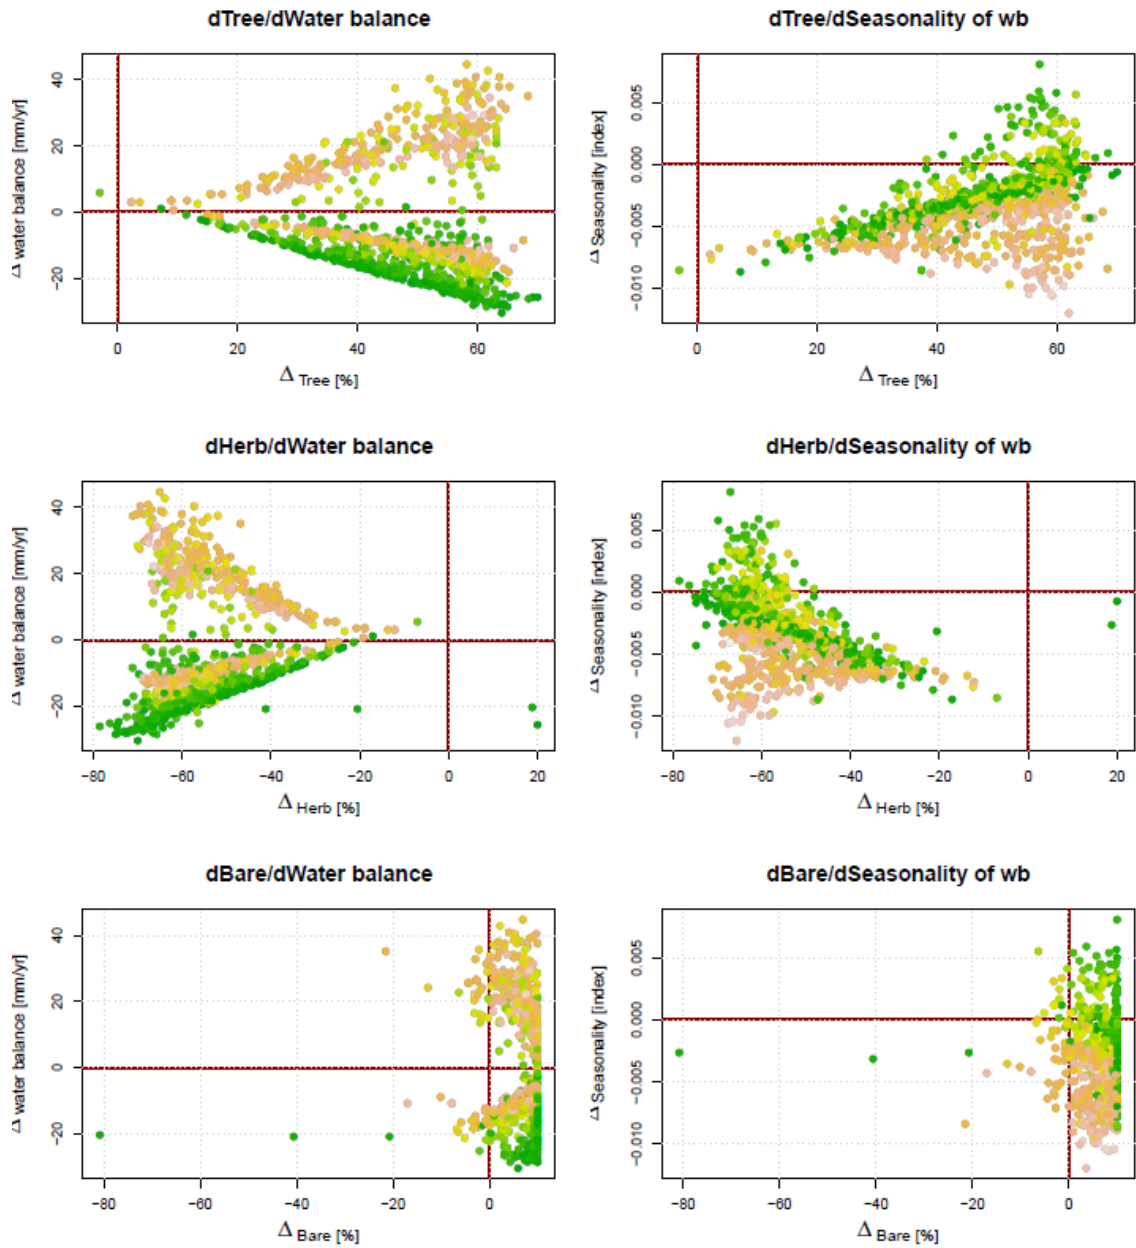 dTree/dWater balance
Δ water balance [mm/yr]
40
20
0
−20
0 20 40 60
Δ Tree [%]
dTree/dSeasonality of wb
Δ Seasonality [index]
0.005
0.000
−0.005
−0.010
0 20 40 60
Δ Tree [%]
dHerb/dWater balance
Δ water balance [mm/yr]
40
20
0
−20
−80 −60 −40 −20 0 20
Δ Herb [%]
dHerb/dSeasonality of wb
Δ Seasonality [index]
0.005
0.000
−0.005
−0.010
−80 −60 −40 −20 0 20
Δ Herb [%]
dBare/dWater balance
Δ water balance [mm/yr]
40
20
0
−20
−80 −60 −40 −20 0
Δ Bare [%]
dBare/dSeasonality of wb
Δ Seasonality [index]
0.005
0.000
−0.005
−0.010
−80 −60 −40 −20 0
Δ Bare [%]